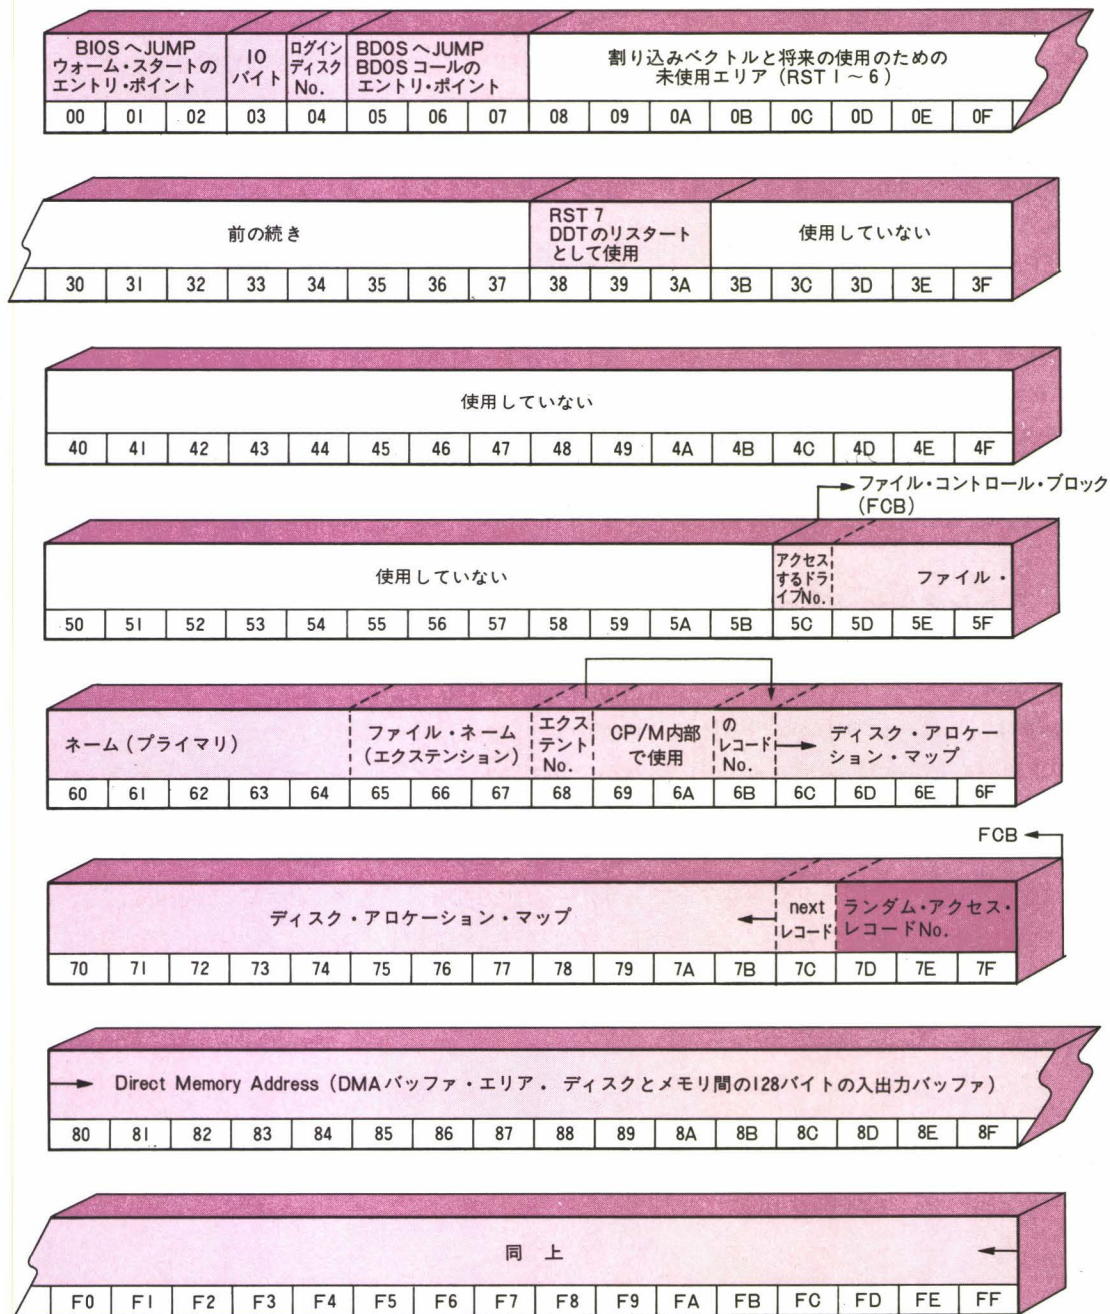 BIOSへJUMP
ウォーム・スタートの
エントリ・ポイント
IO
バイト
ログイン
ディスク
No.
BDOSへJUMP
BDOSコールの
エントリ・ポイント
割り込みベクトルと将来の使用のための
未使用エリア (RST 1～6)
00 01 02 03 04 05 06 07 08 09 0A 0B 0C 0D 0E 0F
前の続き
RST 7
DDTのリスタート
として使用
使用していない
30 31 32 33 34 35 36 37 38 39 3A 3B 3C 3D 3E 3F
使用していない
40 41 42 43 44 45 46 47 48 49 4A 4B 4C 4D 4E 4F
ファイル・コントロール・ブロック
(FCB)
使用していない
アクセス
するドラ
イブNo.
ファイル・
50 51 52 53 54 55 56 57 58 59 5A 5B 5C 5D 5E 5F
ネーム (プライマリ)
ファイル・ネーム
(エクステンション)
エクス
テント
No.
CP/M内部
で使用
の
レコード
No.
ディスク・アロケー
ション・マップ
60 61 62 63 64 65 66 67 68 69 6A 6B 6C 6D 6E 6F
FCB
ディスク・アロケーション・マップ
next
レコード
ランダム・アクセス・
レコードNo.
70 71 72 73 74 75 76 77 78 79 7A 7B 7C 7D 7E 7F
Direct Memory Address (DMAバッファ・エリア. ディスクとメモリ間の128バイトの入出力バッファ)
80 81 82 83 84 85 86 87 88 89 8A 8B 8C 8D 8E 8F
同 上
F0 F1 F2 F3 F4 F5 F6 F7 F8 F9 FA FB FC FD FE FF